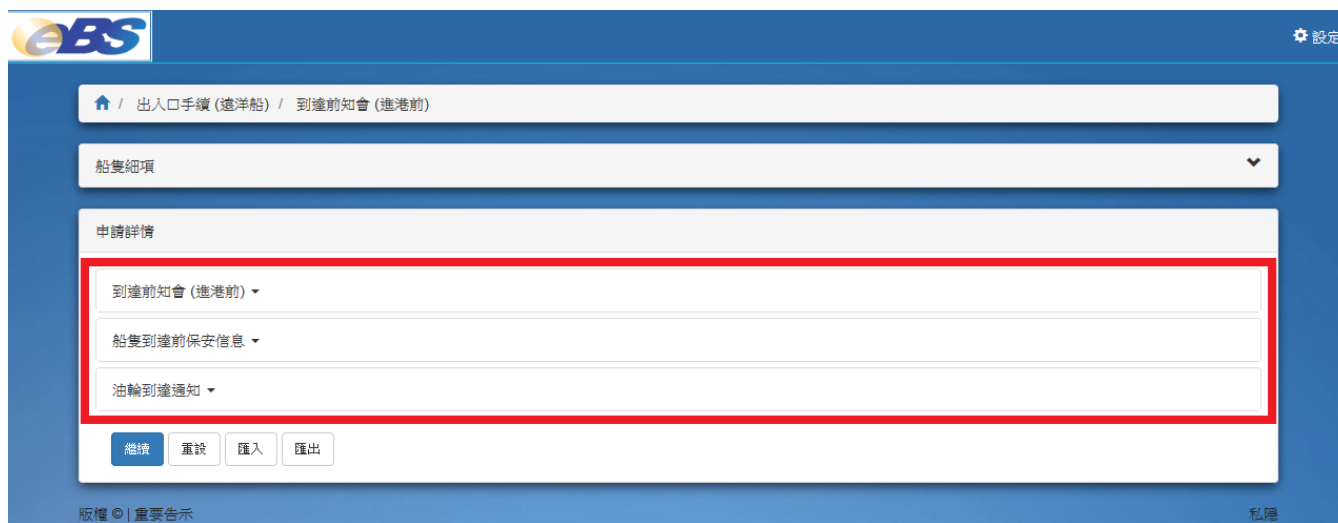 eBS
設定
/ 出入口手續 (遠洋船) / 到達前知會 (進港前)
船隻細項
申請詳情
到達前知會 (進港前)
船隻到達前保安信息
油輪到達通知
繼續 重設 匯入 匯出
版權 © | 重要告示 私隱